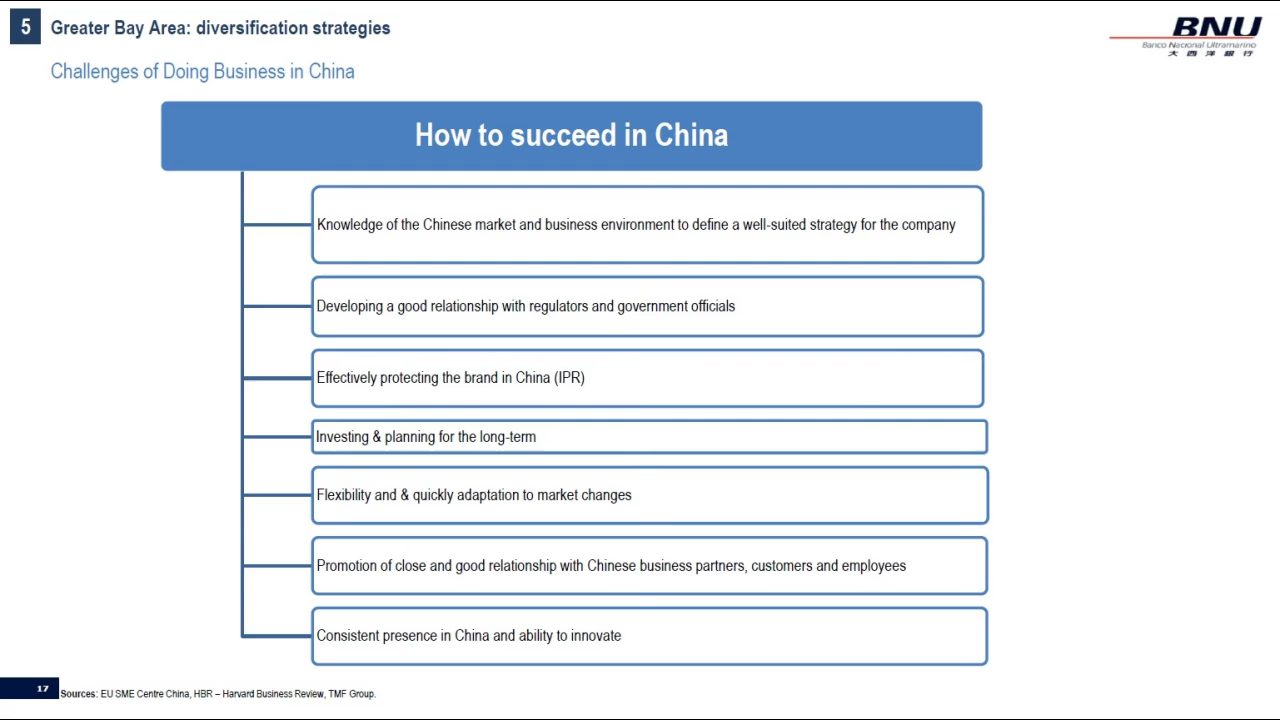 5
Greater Bay Area: diversification strategies
BNU
Banco Nacional Ultramarino
大西洋銀行
Challenges of Doing Business in China
How to succeed in China
Knowledge of the Chinese market and business environment to define a well-suited strategy for the company
Developing a good relationship with regulators and government officials
Effectively protecting the brand in China (IPR)
Investing & planning for the long-term
Flexibility and & quickly adaptation to market changes
Promotion of close and good relationship with Chinese business partners, customers and employees
Consistent presence in China and ability to innovate
17
Sources: EU SME Centre China, HBR – Harvard Business Review, TMF Group.